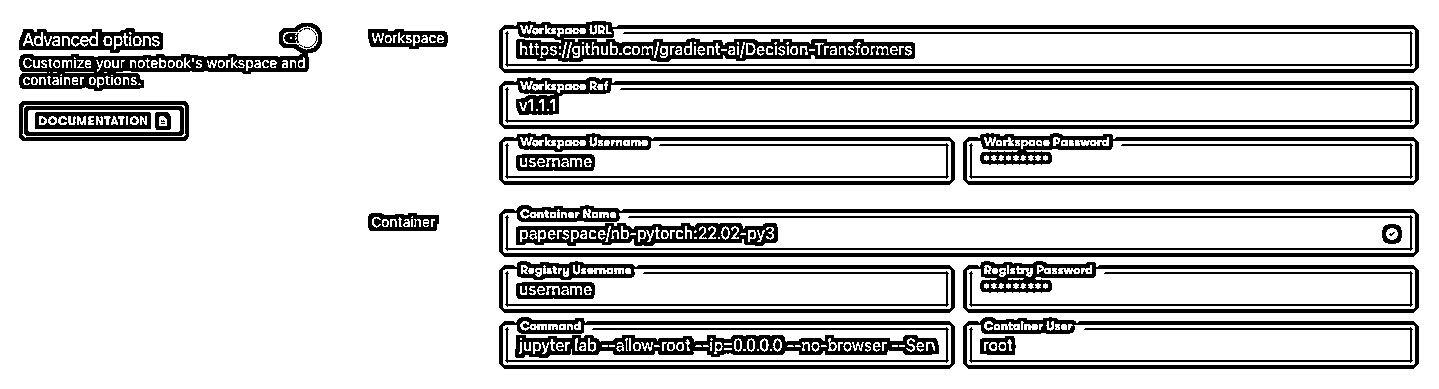 Advanced options
Customize your notebook's workspace and
container options.
DOCUMENTATION
Workspace
Workspace URL
https://github.com/gradient-ai/Decision-Transformers
Workspace Ref
v1.1.1
Workspace Username
username
Workspace Password
*********
Container
Container Name
paperspace/nb-pytorch:22.02-py3
Registry Username
username
Registry Password
*********
Command
jupyter lab --allow-root --ip=0.0.0.0 --no-browser --Serv
Container User
root